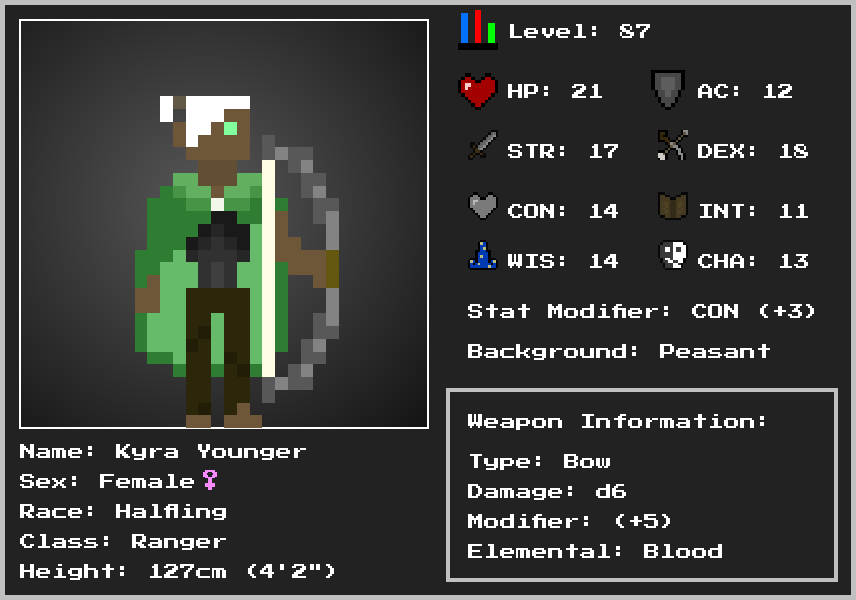 Level: 87
HP: 21
AC: 12
STR: 17
DEX: 18
CON: 14
INT: 11
WIS: 14
CHA: 13
Stat Modifier: CON (+3)
Background: Peasant
Weapon Information:
Type: Bow
Damage: d6
Modifier: (+5)
Elemental: Blood
Name: Kyra Younger
Sex: Female♀
Race: Halfling
Class: Ranger
Height: 127cm (4'2")